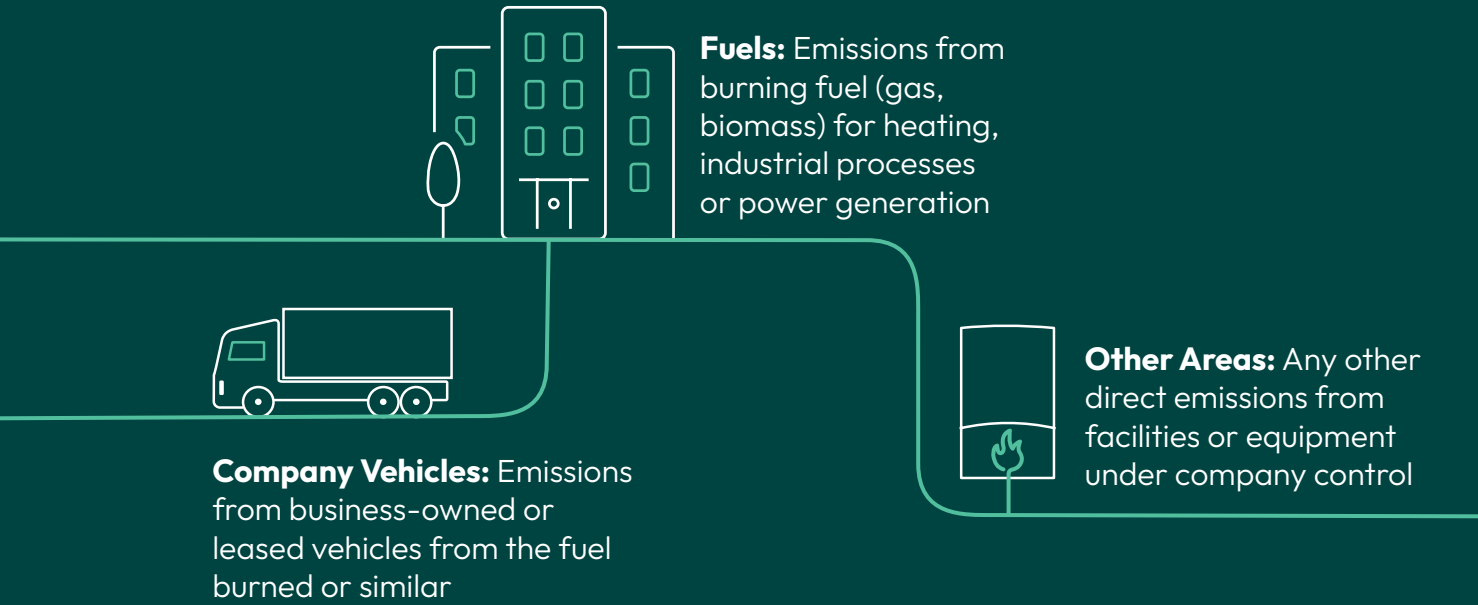 Fuels: Emissions from
burning fuel (gas,
biomass) for heating,
industrial processes
or power generation
Other Areas: Any other
direct emissions from
facilities or equipment
under company control
Company Vehicles: Emissions
from business-owned or
leased vehicles from the fuel
burned or similar